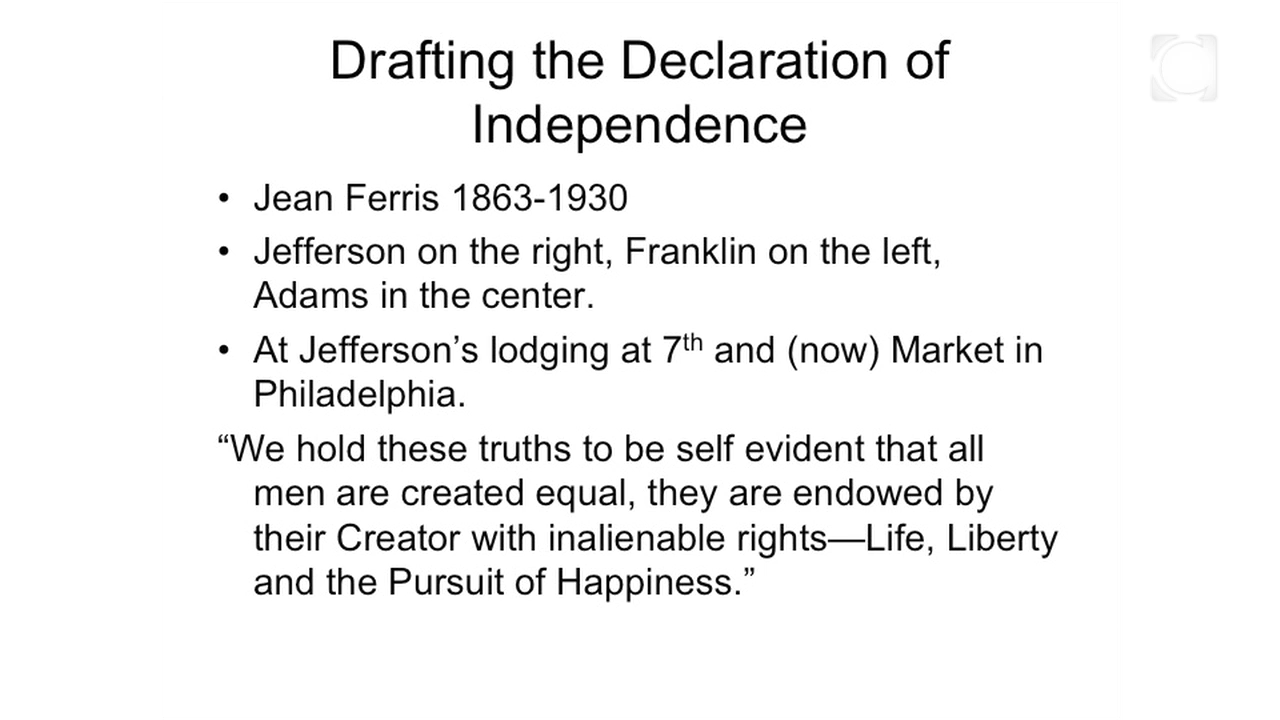 Drafting the Declaration of
Independence
• Jean Ferris 1863-1930
• Jefferson on the right, Franklin on the left,
Adams in the center.
• At Jefferson’s lodging at 7th and (now) Market in
Philadelphia.
“We hold these truths to be self evident that all
men are created equal, they are endowed by
their Creator with inalienable rights—Life, Liberty
and the Pursuit of Happiness.”